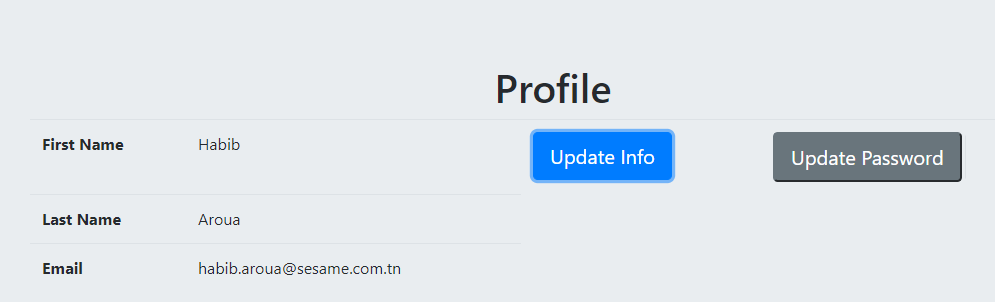 Profile
First Name Habib Update Info Update Password
Last Name Aroua
Email habib.aroua@sesame.com.tn